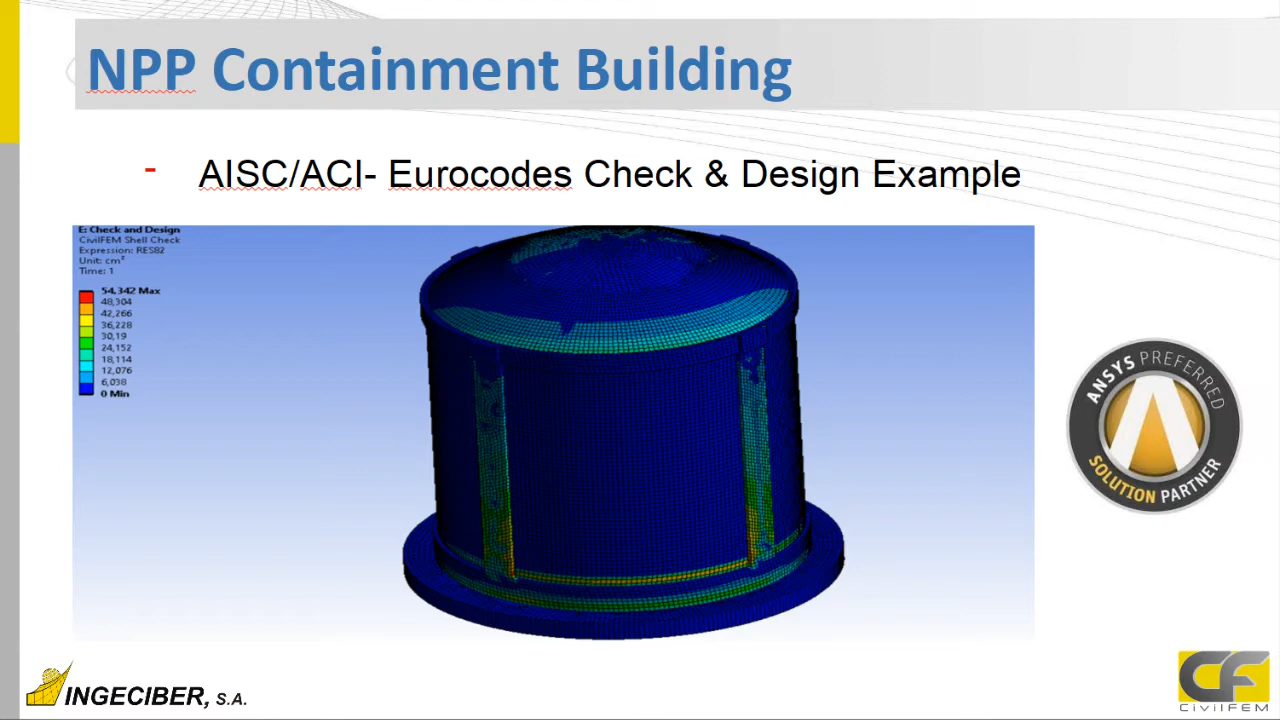 NPP Containment Building
- AISC/ACI- Eurocodes Check & Design Example
E: Check and Design
CivilFEM Shell Check
Expression: RES82
Unit: cm²
Time: 1
54,342 Max
48,304
42,266
36,228
30,19
24,152
18,114
12,076
6,038
0 Min
ANSYS PREFERRED
SOLUTION PARTNER
INGECIBER, S.A.
CF
CivilFEM